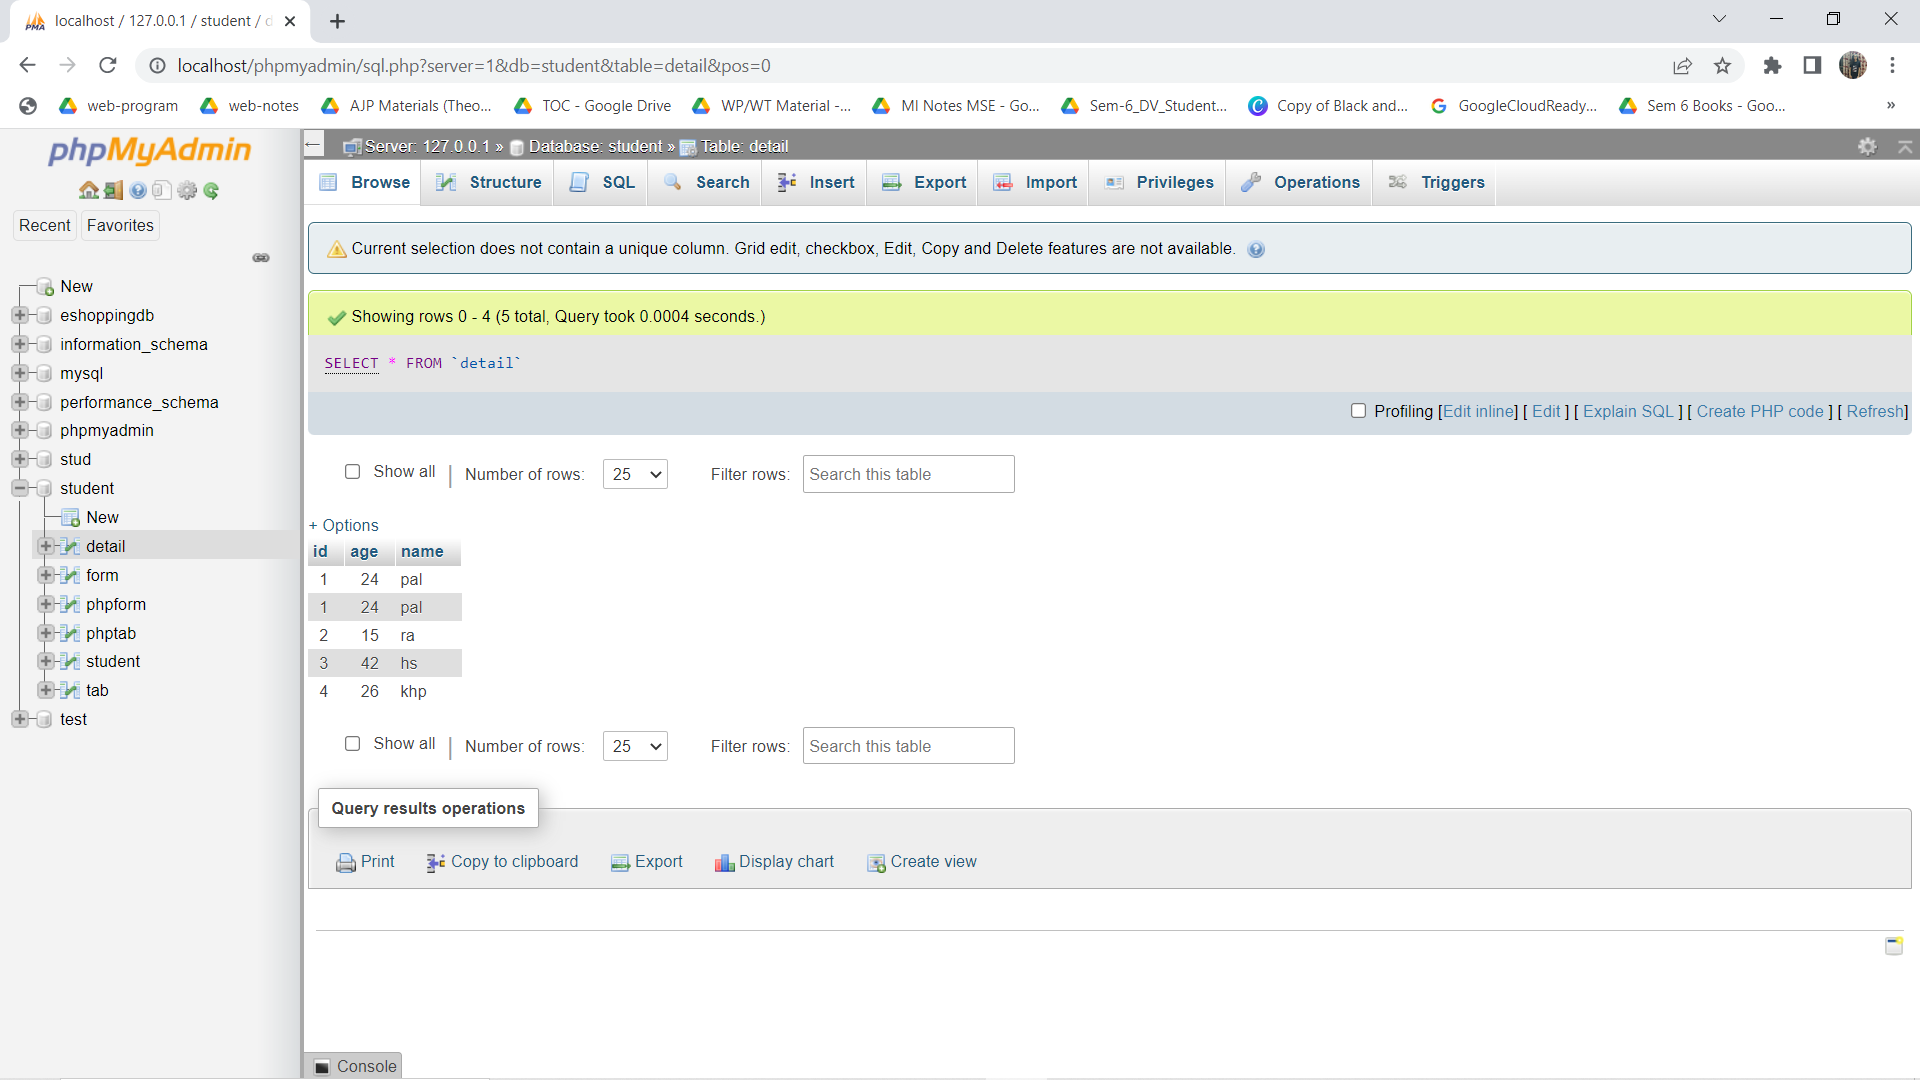 localhost / 127.0.0.1 / student / d
localhost/phpmyadmin/sql.php?server=1&db=student&table=detail&pos=0
web-program
web-notes
AJP Materials (Theo...
TOC - Google Drive
WP/WT Material -...
MI Notes MSE - Go...
Sem-6_DV_Student...
Copy of Black and...
GoogleCloudReady...
Sem 6 Books - Goo...
»
phpMyAdmin
Recent Favorites
New
eshoppingdb
information_schema
mysql
performance_schema
phpmyadmin
stud
student
New
detail
form
phpform
phptab
student
tab
test
Server: 127.0.0.1 » Database: student » Table: detail
Browse Structure SQL Search Insert Export Import Privileges Operations Triggers
Current selection does not contain a unique column. Grid edit, checkbox, Edit, Copy and Delete features are not available.
Showing rows 0 - 4 (5 total, Query took 0.0004 seconds.)
SELECT * FROM `detail`
Profiling [Edit inline] [ Edit ] [ Explain SQL ] [ Create PHP code ] [ Refresh]
Show all | Number of rows: 25 Filter rows: Search this table
+ Options
id age name
1 24 pal
1 24 pal
2 15 ra
3 42 hs
4 26 khp
Show all | Number of rows: 25 Filter rows: Search this table
Query results operations
Print Copy to clipboard Export Display chart Create view
Console